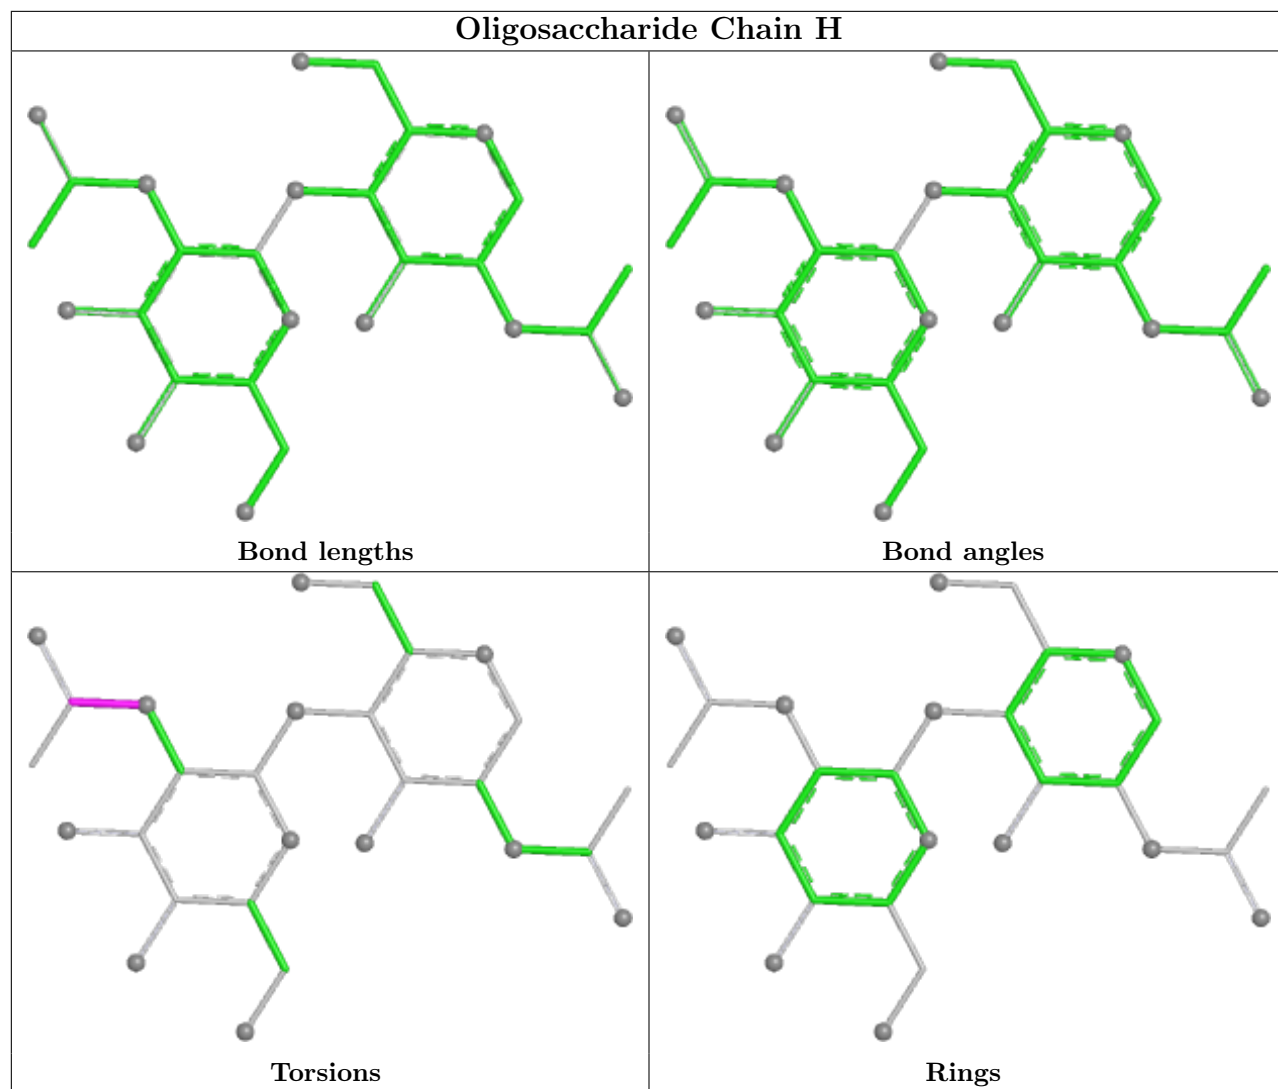 Oligosaccharide Chain H
Bond lengths
Bond angles
Torsions
Rings